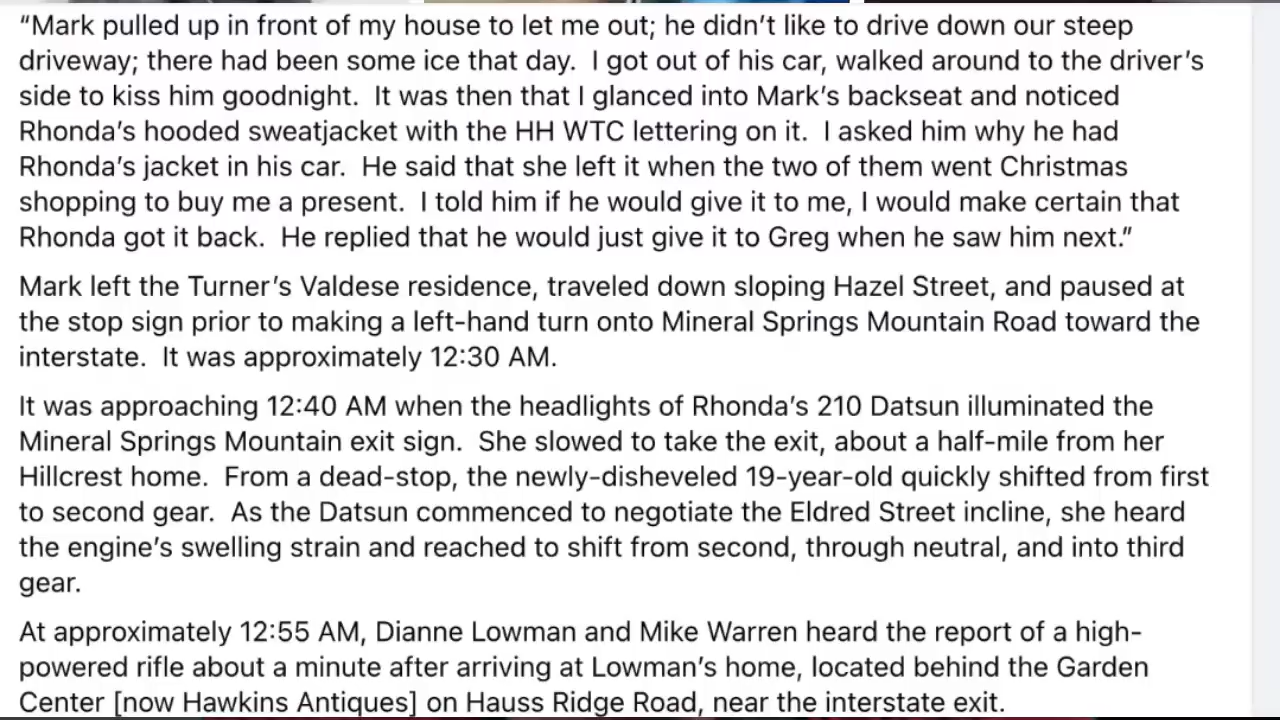 “Mark pulled up in front of my house to let me out; he didn’t like to drive down our steep
driveway; there had been some ice that day.  I got out of his car, walked around to the driver’s
side to kiss him goodnight.  It was then that I glanced into Mark’s backseat and noticed
Rhonda’s hooded sweatjacket with the HH WTC lettering on it.  I asked him why he had
Rhonda’s jacket in his car.  He said that she left it when the two of them went Christmas
shopping to buy me a present.  I told him if he would give it to me, I would make certain that
Rhonda got it back.  He replied that he would just give it to Greg when he saw him next.”
Mark left the Turner’s Valdese residence, traveled down sloping Hazel Street, and paused at
the stop sign prior to making a left-hand turn onto Mineral Springs Mountain Road toward the
interstate.  It was approximately 12:30 AM.
It was approaching 12:40 AM when the headlights of Rhonda’s 210 Datsun illuminated the
Mineral Springs Mountain exit sign.  She slowed to take the exit, about a half-mile from her
Hillcrest home.  From a dead-stop, the newly-disheveled 19-year-old quickly shifted from first
to second gear.  As the Datsun commenced to negotiate the Eldred Street incline, she heard
the engine’s swelling strain and reached to shift from second, through neutral, and into third
gear.
At approximately 12:55 AM, Dianne Lowman and Mike Warren heard the report of a high-
powered rifle about a minute after arriving at Lowman’s home, located behind the Garden
Center [now Hawkins Antiques] on Hauss Ridge Road, near the interstate exit.